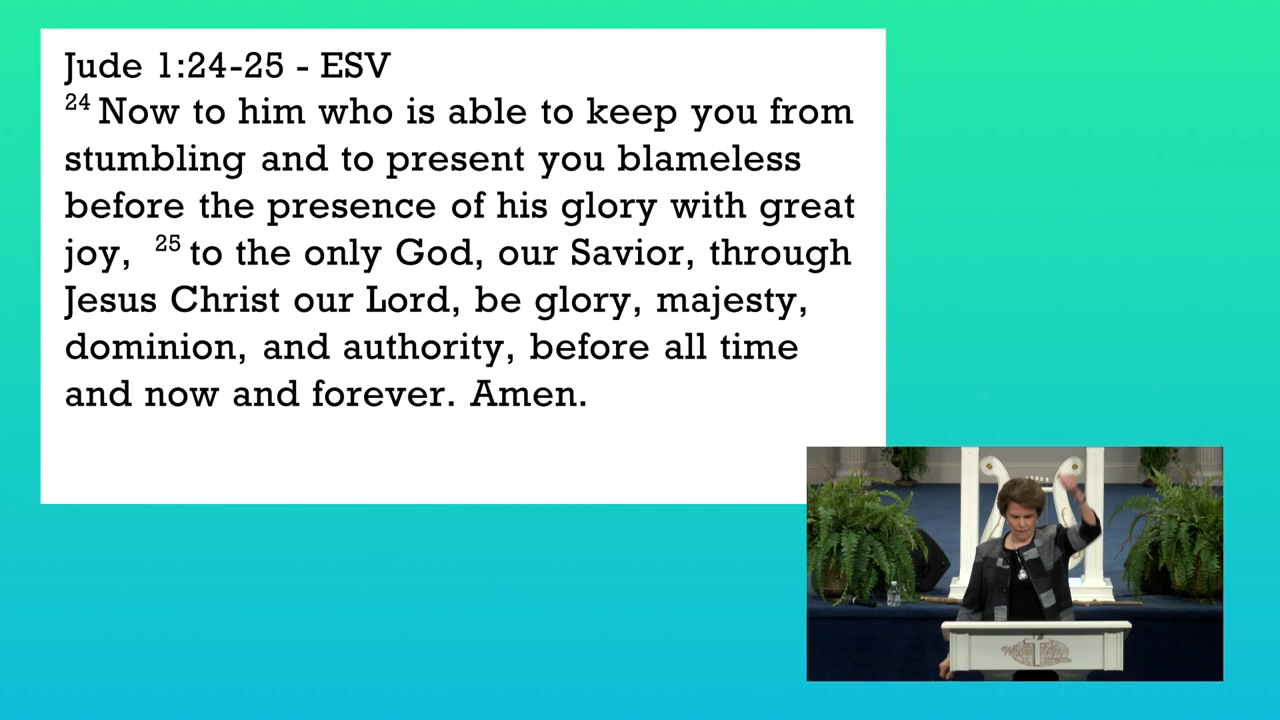 Jude 1:24-25 - ESV
24 Now to him who is able to keep you from
stumbling and to present you blameless
before the presence of his glory with great
joy, 25 to the only God, our Savior, through
Jesus Christ our Lord, be glory, majesty,
dominion, and authority, before all time
and now and forever. Amen.